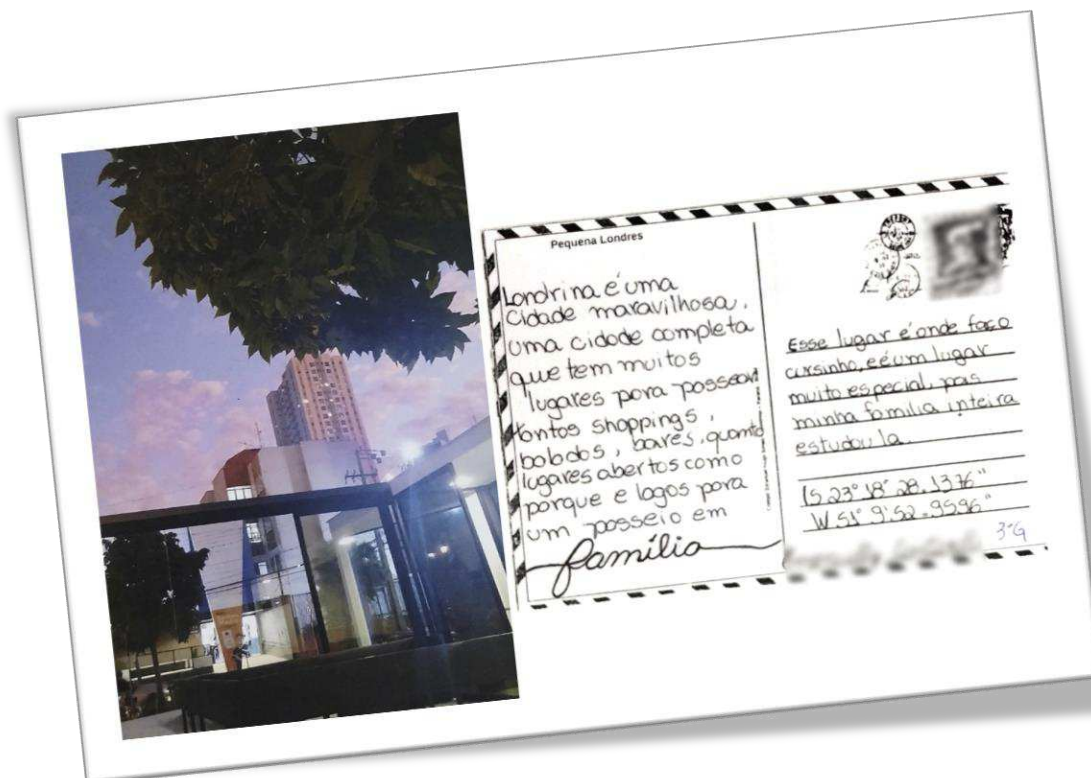 Pequena Londres
Londrina é uma
cidade maravilhosa,
uma cidade completa
que tem muitos
lugares para passear
tantos shoppings,
baladas, bares, quanto
lugares abertos como
parque e lagos para
um passeio em
família
Esse lugar é onde faço
cursinho, e é um lugar
muito especial, pois
minha família inteira
estudou la.
(S 23° 18' 28.1376"
W 51° 9' 52.9596"
3°G